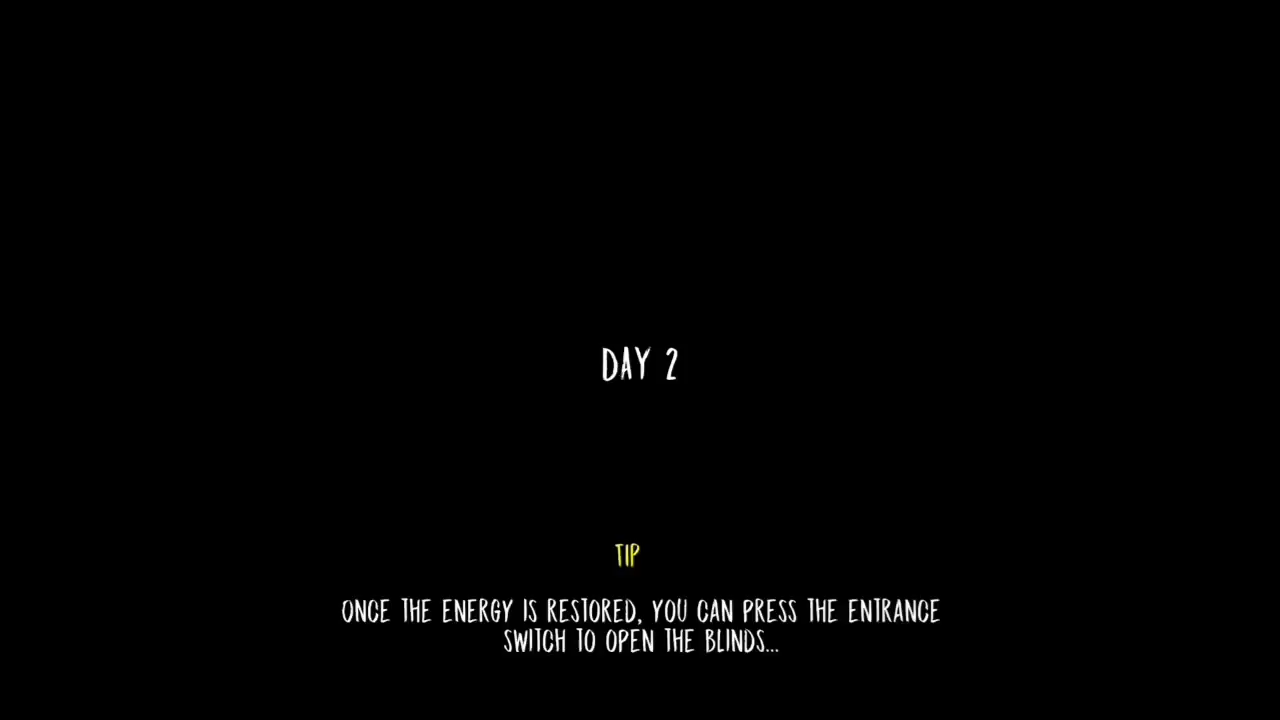 DAY 2
TIP
ONCE THE ENERGY IS RESTORED, YOU CAN PRESS THE ENTRANCE
SWITCH TO OPEN THE BLINDS...